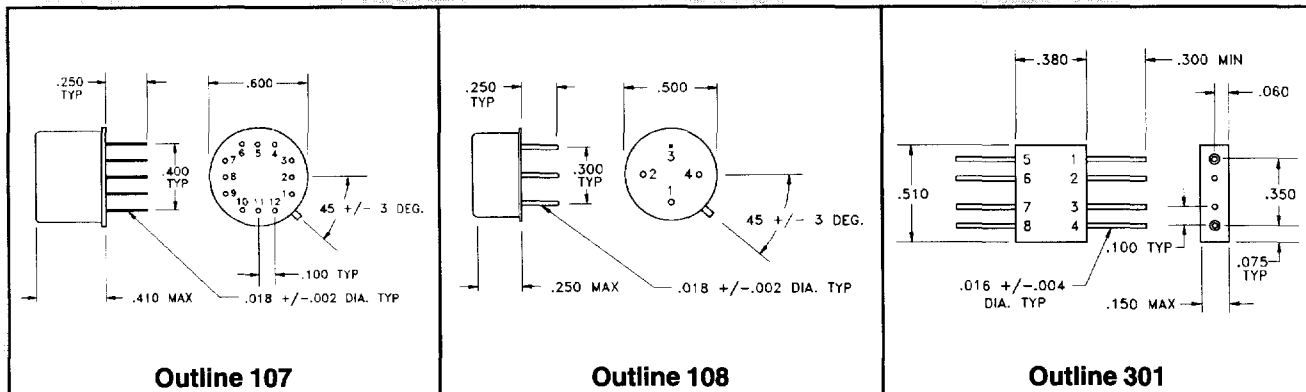 .250
TYP
.600
6 5 4
7 3
8 2
9 1
10 11 12
.400
TYP
45 +/- 3 DEG.
.100 TYP
.410 MAX
.018 +/-.002 DIA. TYP
Outline 107
.250
TYP
.500
3
2 4
1
.300
TYP
45 +/- 3 DEG.
.250 MAX
.018 +/-.002 DIA. TYP
Outline 108
.380
.300 MIN
.060
5 1
6 2
7 3
8 4
.510
.350
.100 TYP
.075
TYP
.016 +/-.004
DIA. TYP
.150 MAX
Outline 301